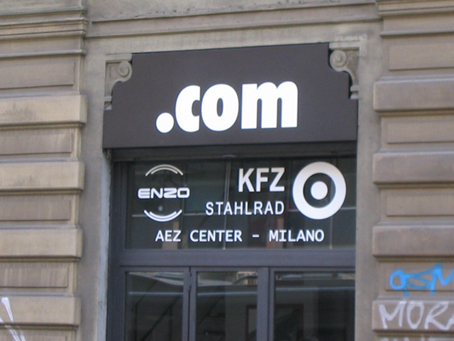 .com
ENZO
KFZ
STAHLRAD
AEZ CENTER - MILANO